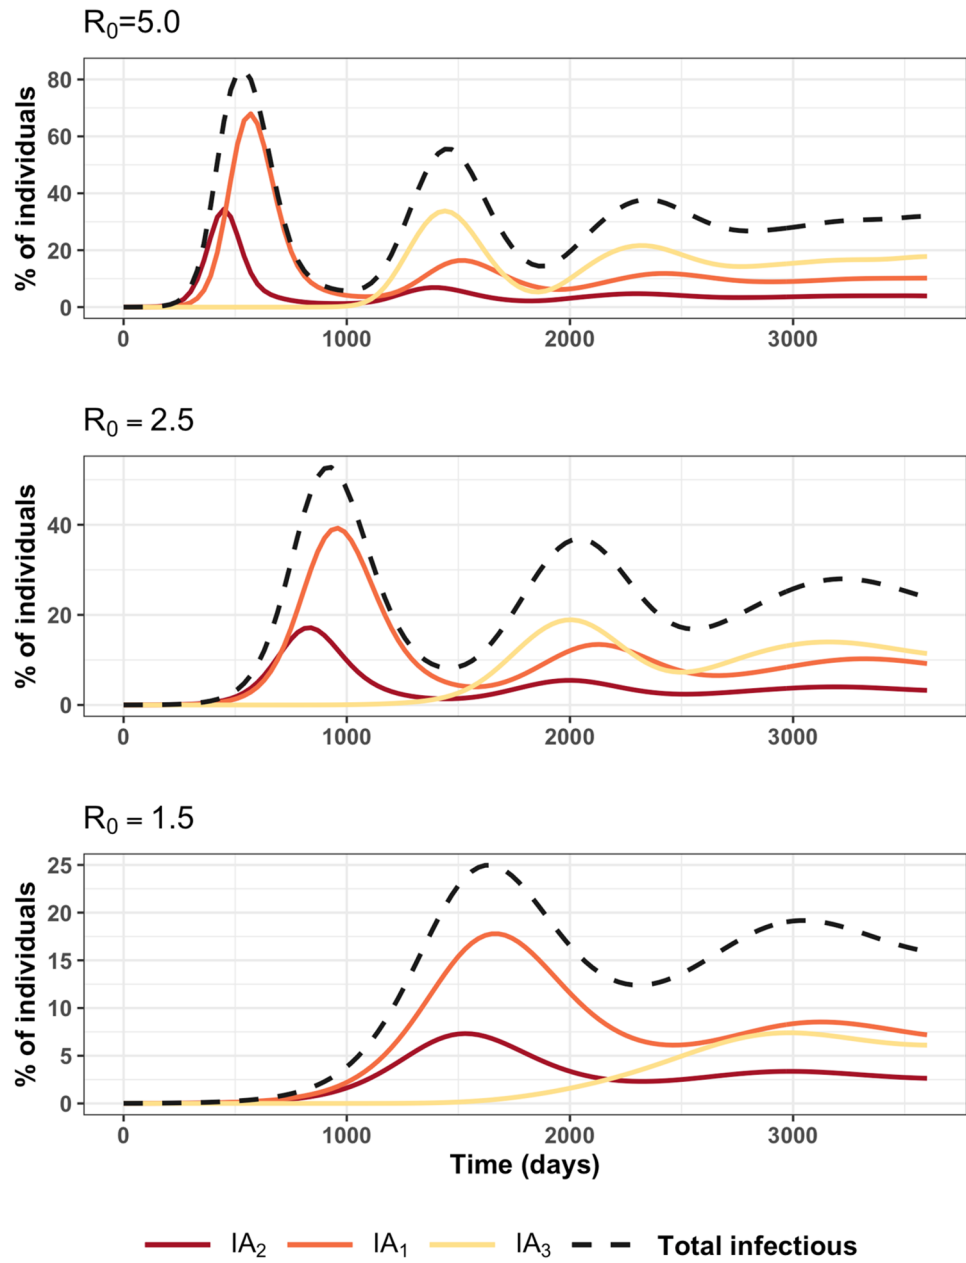 R₀=5.0
% of individuals
80
60
40
20
0
0 1000 2000 3000
R₀ = 2.5
% of individuals
40
20
0
0 1000 2000 3000
R₀ = 1.5
% of individuals
25
20
15
10
5
0
0 1000 2000 3000
Time (days)
IA₂ IA₁ IA₃ Total infectious